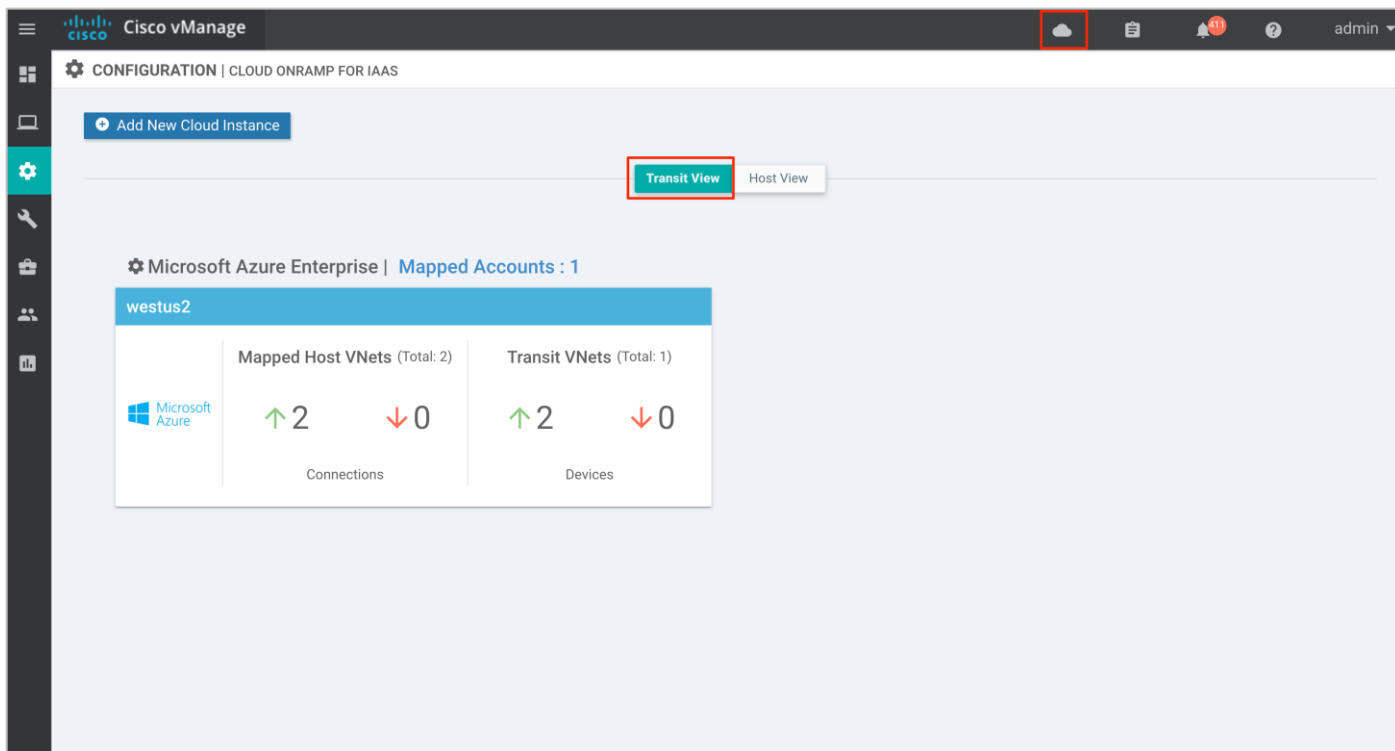 CISCO Cisco vManage 411 admin
CONFIGURATION | CLOUD ONRAMP FOR IAAS
Add New Cloud Instance
Transit View Host View
Microsoft Azure Enterprise | Mapped Accounts : 1
westus2
Mapped Host VNets (Total: 2) Transit VNets (Total: 1)
Microsoft
Azure
2 0 2 0
Connections Devices